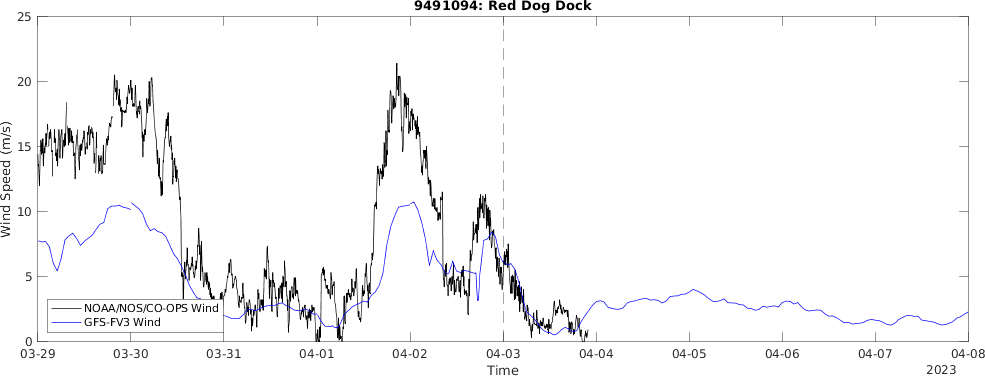 9491094: Red Dog Dock
25
20
15
10
5
0
Wind Speed (m/s)
NOAA/NOS/CO-OPS Wind
GFS-FV3 Wind
03-29 03-30 03-31 04-01 04-02 04-03 04-04 04-05 04-06 04-07 04-08
Time
2023